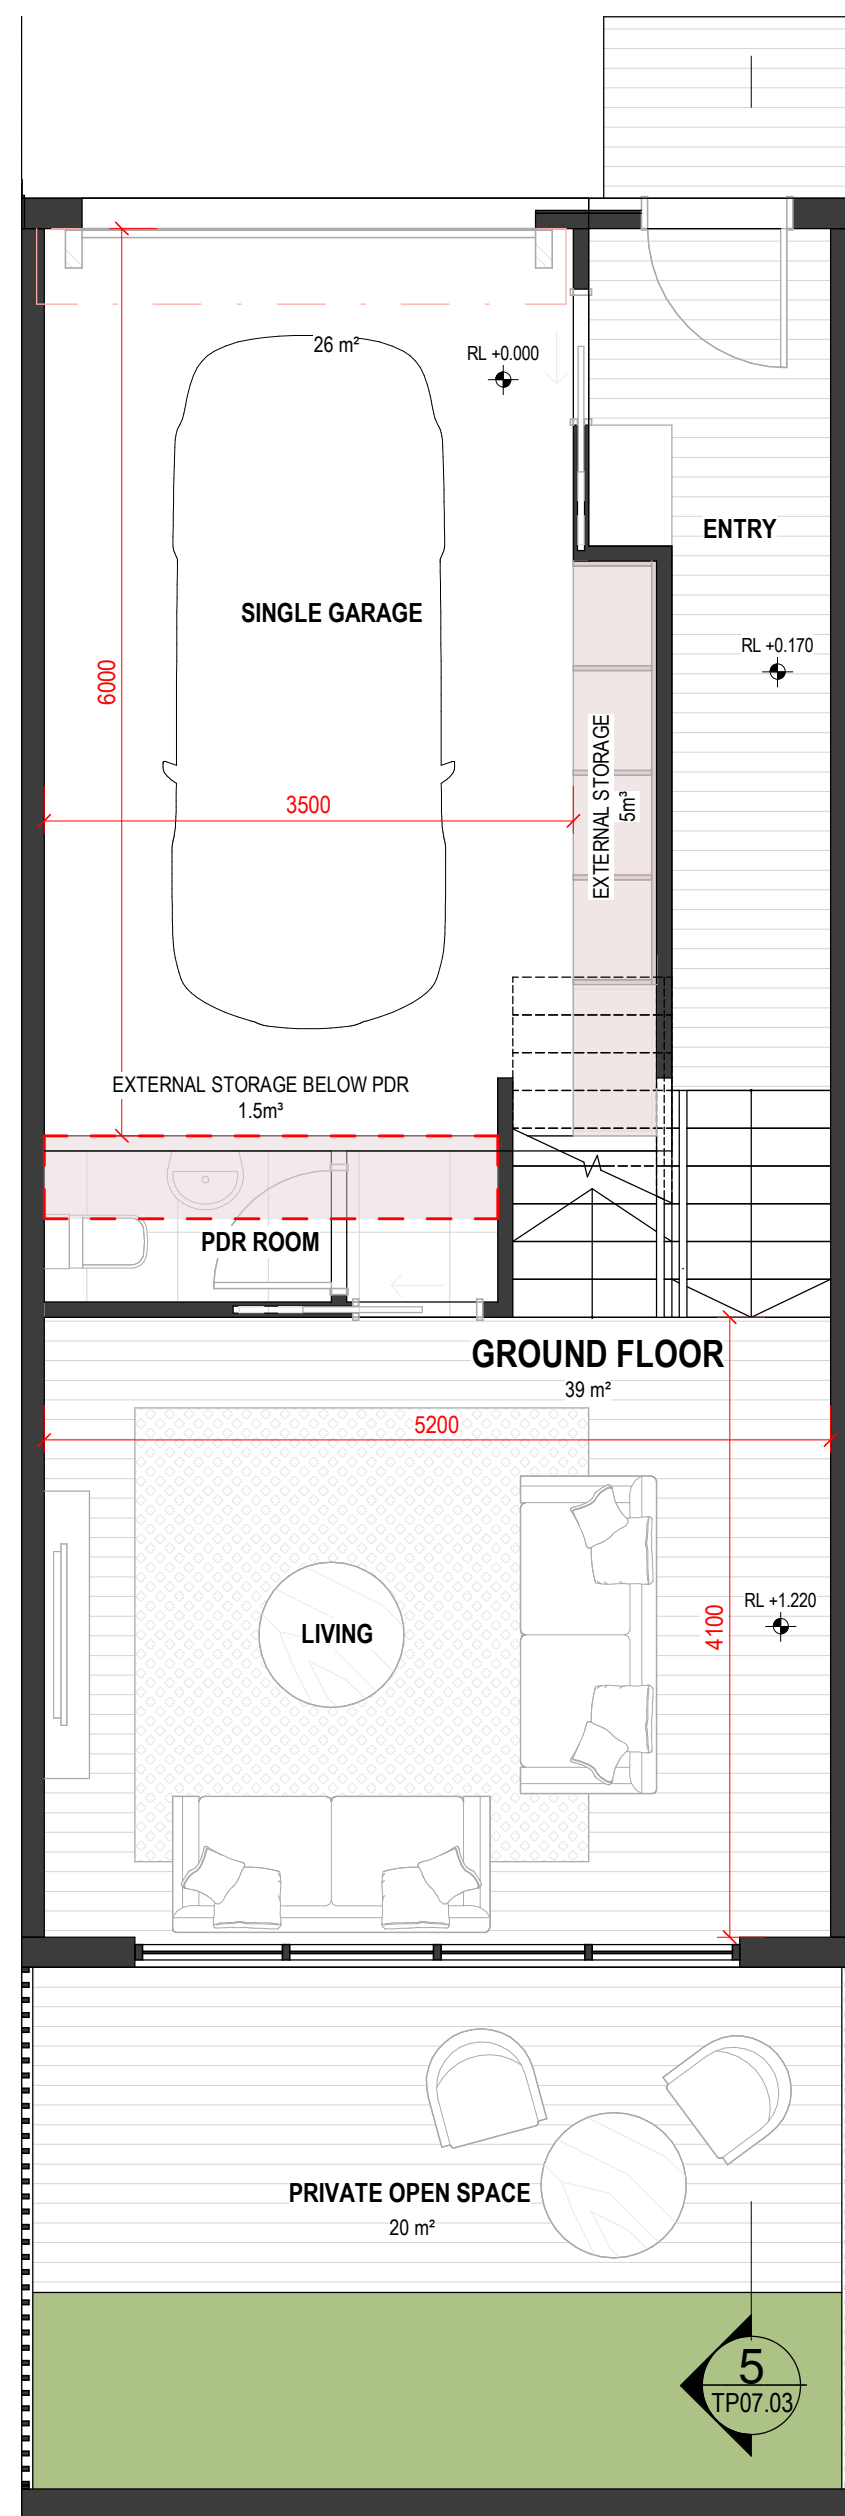 26 m²
RL +0.000
ENTRY
SINGLE GARAGE
RL +0.170
6000
EXTERNAL STORAGE
5m³
3500
EXTERNAL STORAGE BELOW PDR
1.5m³
PDR ROOM
GROUND FLOOR
39 m²
5200
RL +1.220
4100
LIVING
PRIVATE OPEN SPACE
20 m²
5
TP07.03